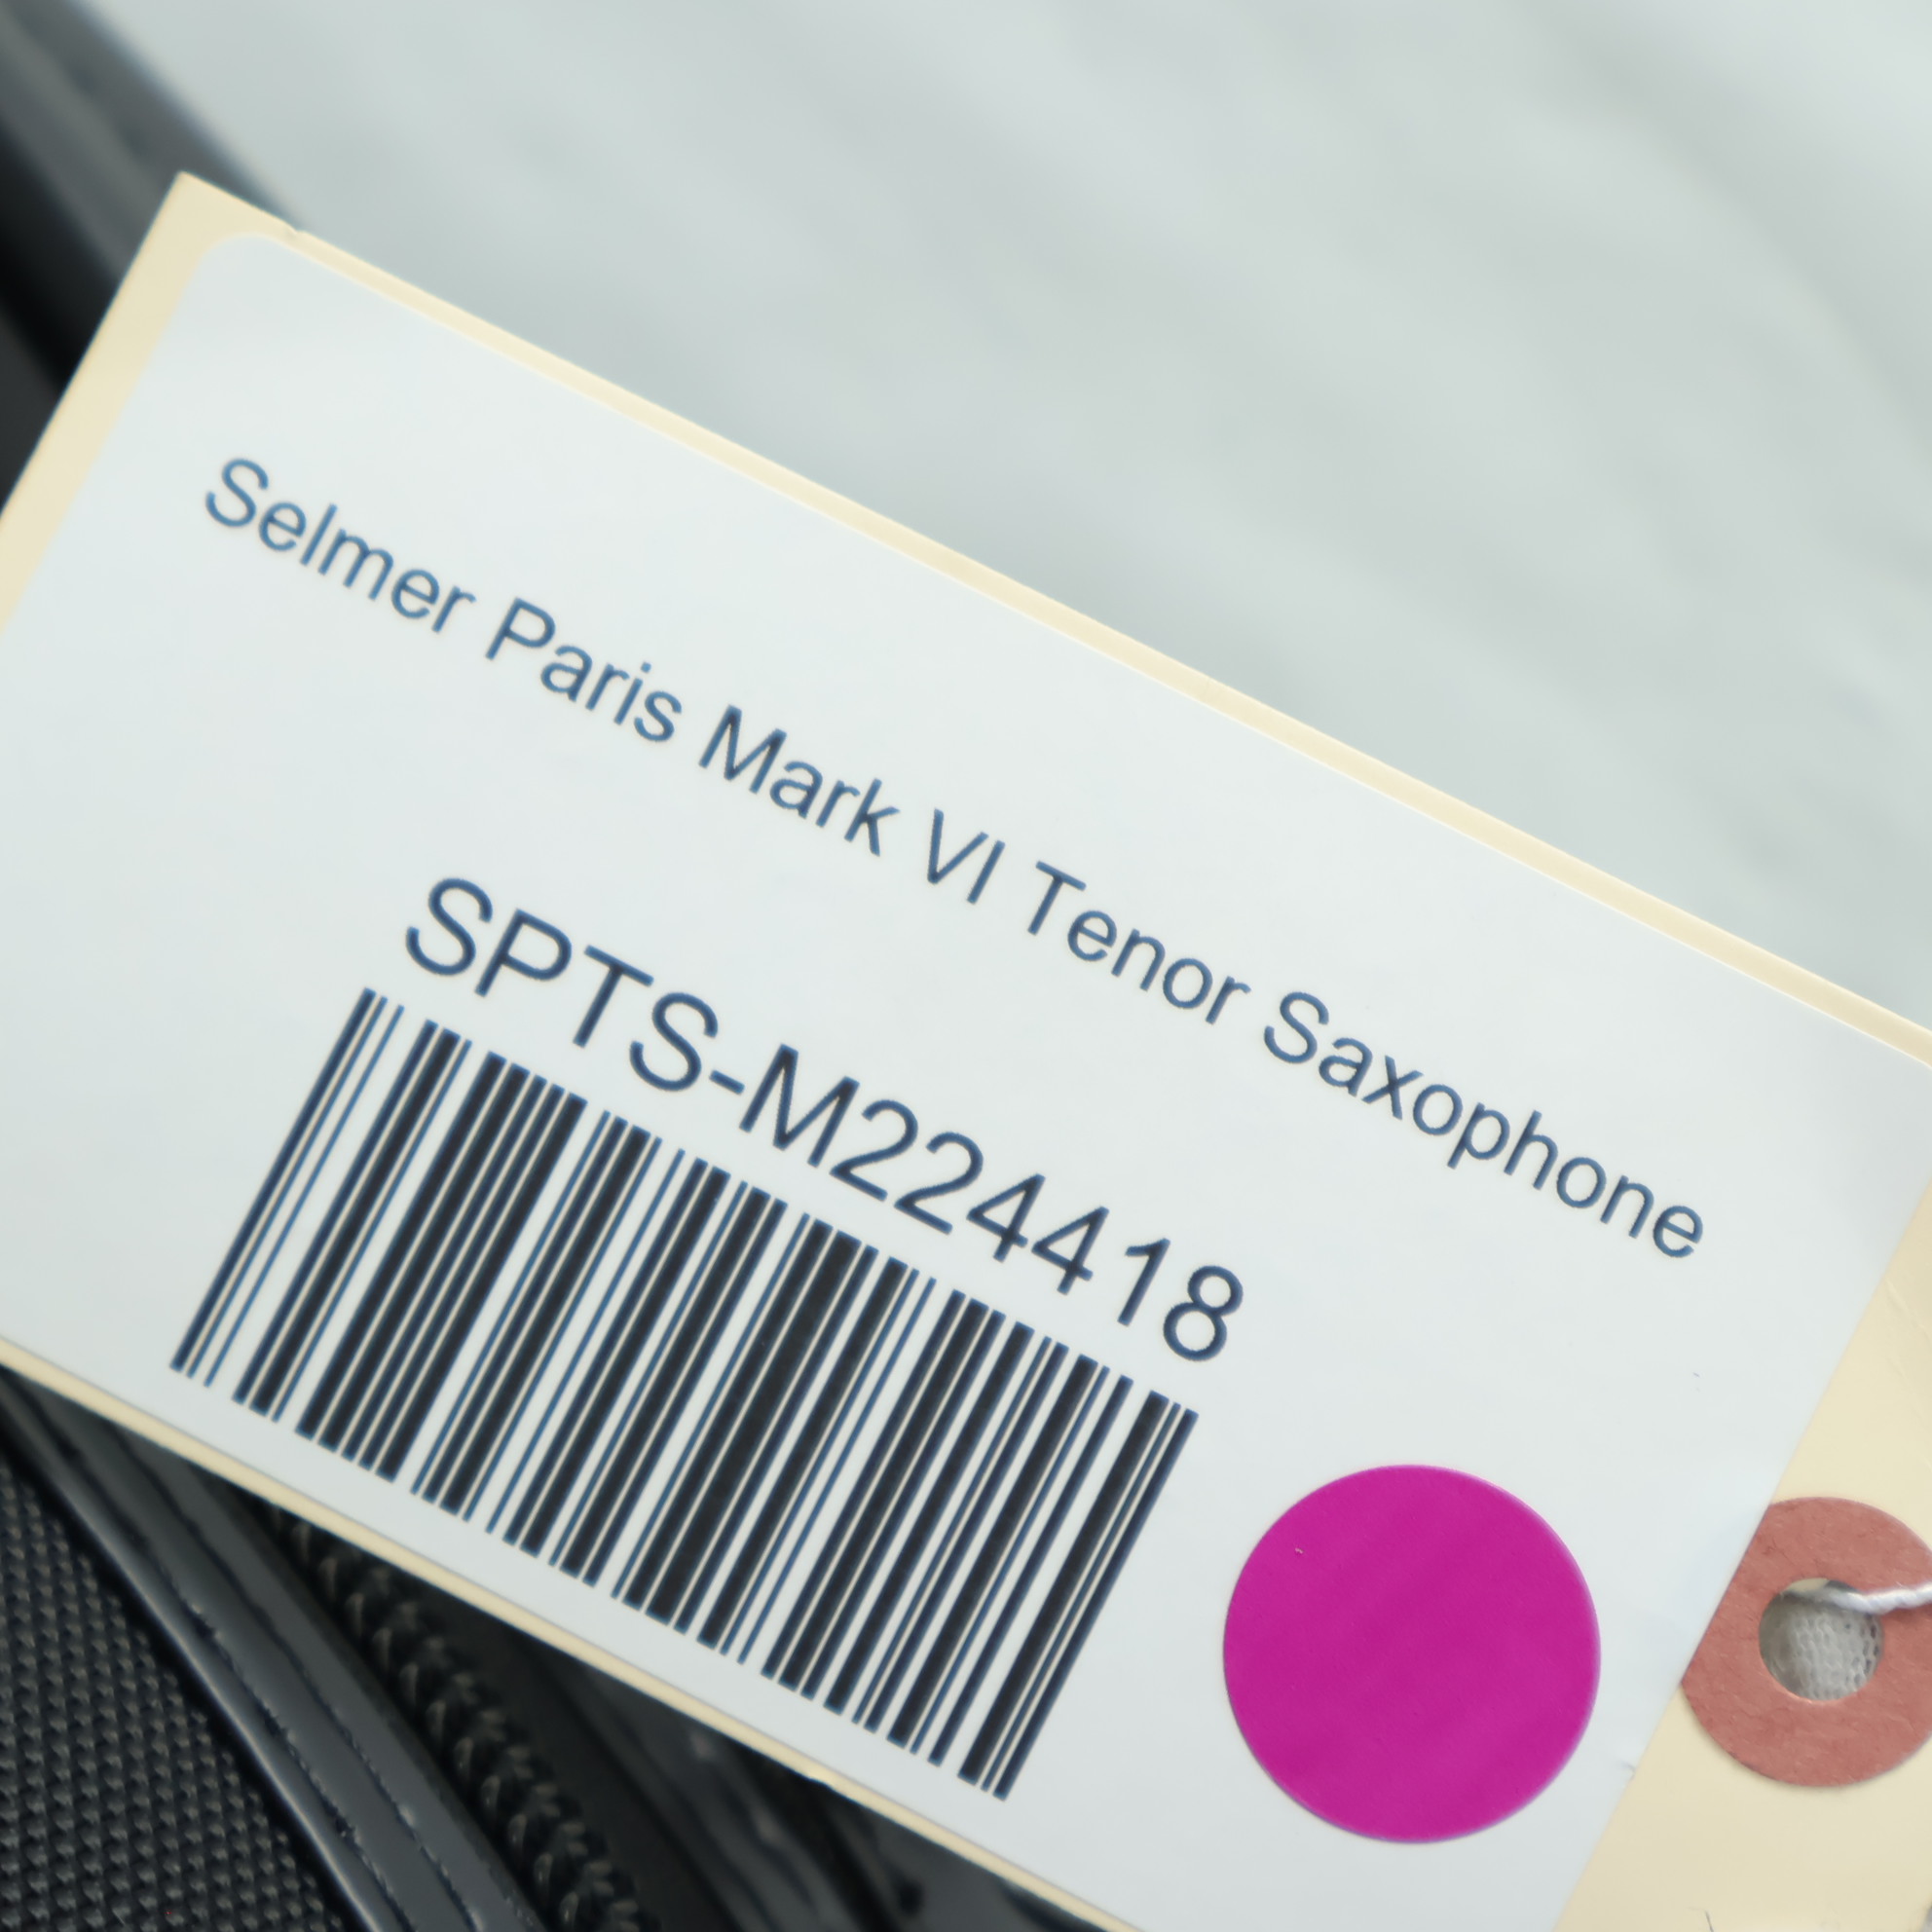 Selmer Paris Mark VI Tenor Saxophone
SPTS-M224418